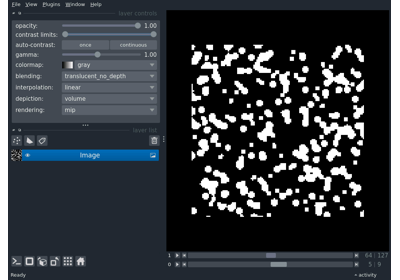 File View Plugins Window Help
layer controls
opacity: 1.00
contrast limits:
auto-contrast: once continuous
gamma: 1.00
colormap: gray
blending: translucent_no_depth
interpolation: linear
depiction: volume
rendering: mip
layer list
Image
1 64 127
0 5 9
Ready activity